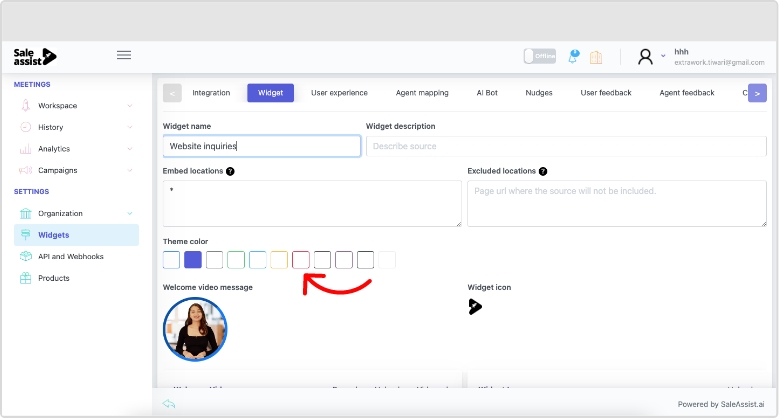 Sale assist
Offline
hhh
extrawork.tiwari@gmail.com
MEETINGS
Workspace
History
Analytics
Campaigns
SETTINGS
Organization
Widgets
API and Webhooks
Products
< Integration Widget User experience Agent mapping AI Bot Nudges User feedback Agent feedback >
Widget name Widget description
Website inquiries Describe source
Embed locations ? Excluded locations ?
* Page url where the source will not be included.
Theme color
Welcome video message Widget icon
Powered by SaleAssist.ai